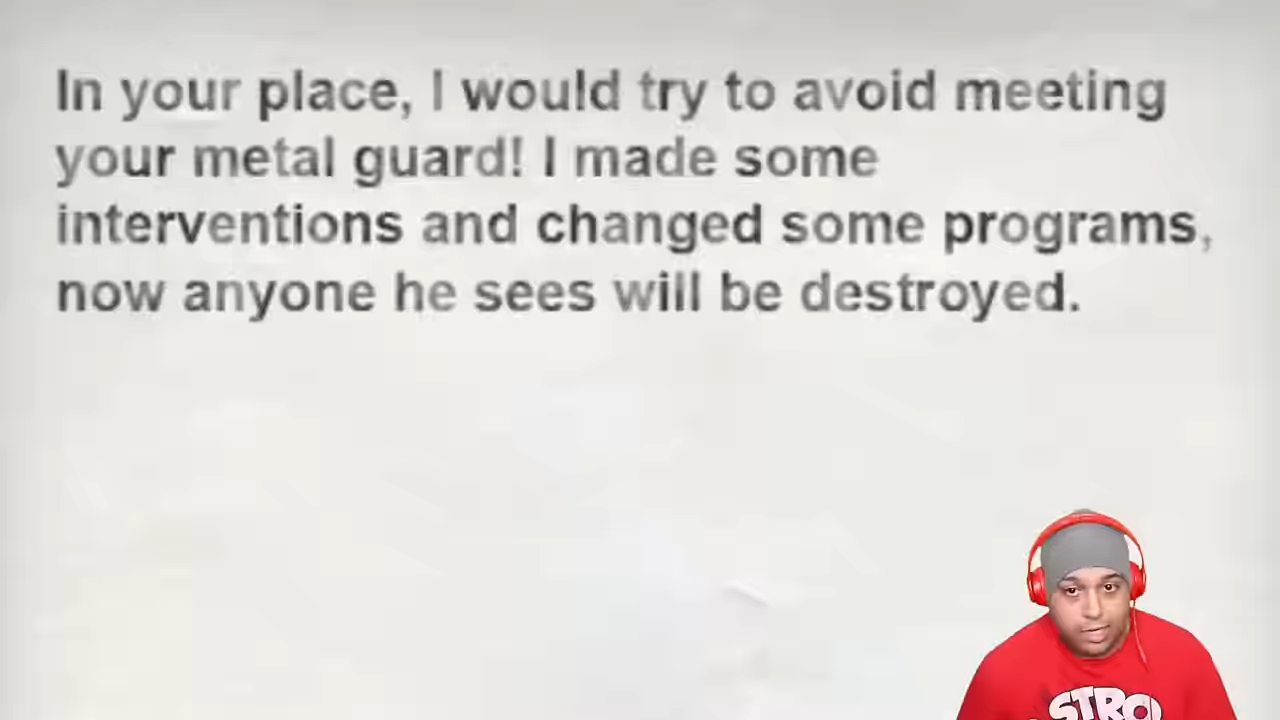 In your place, I would try to avoid meeting
your metal guard! I made some
interventions and changed some programs,
now anyone he sees will be destroyed.